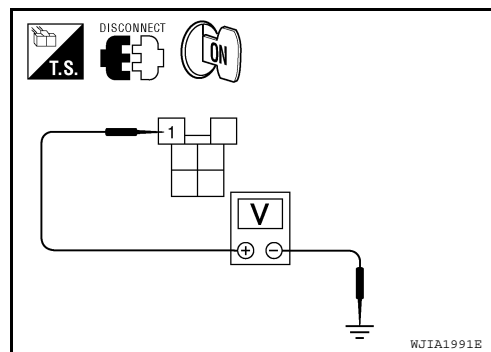 DISCONNECT
T.S.
ON
1
V
+ −
WJIA1991E